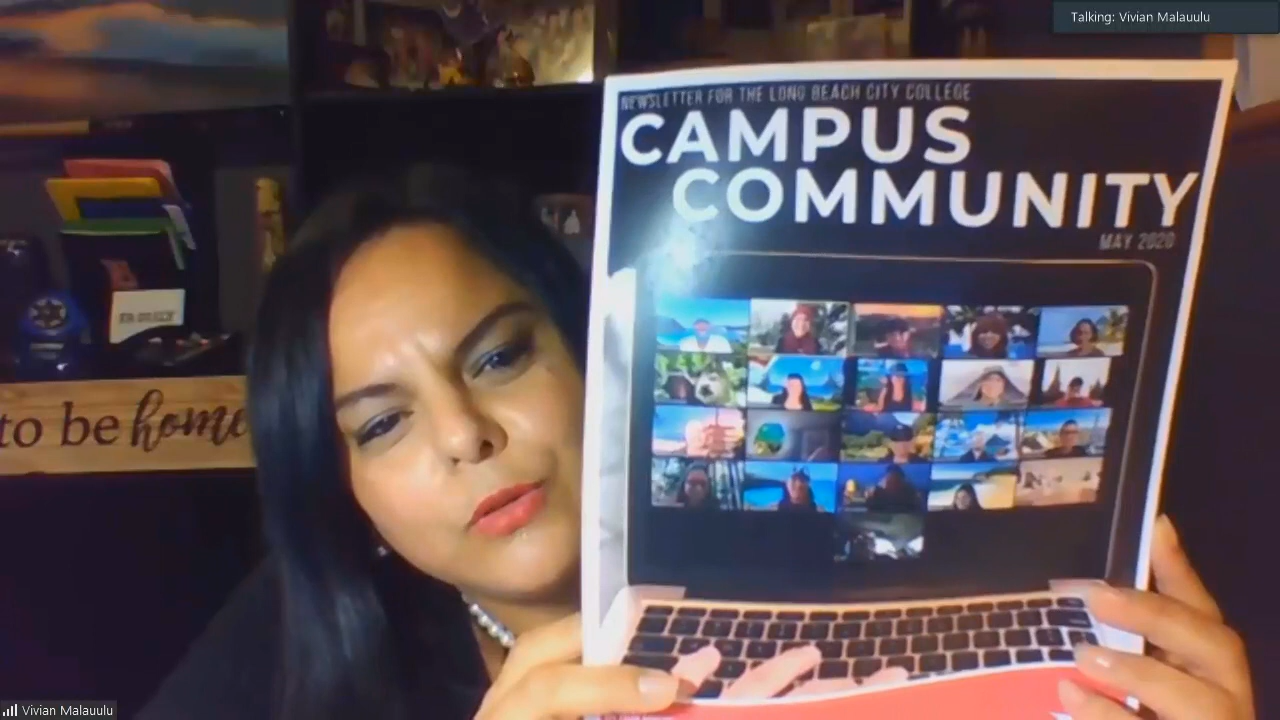 Talking: Vivian Malauulu
NEWSLETTER FOR THE LONG BEACH CITY COLLEGE
CAMPUS
COMMUNITY
MAY 2020
to be home
Vivian Malauulu